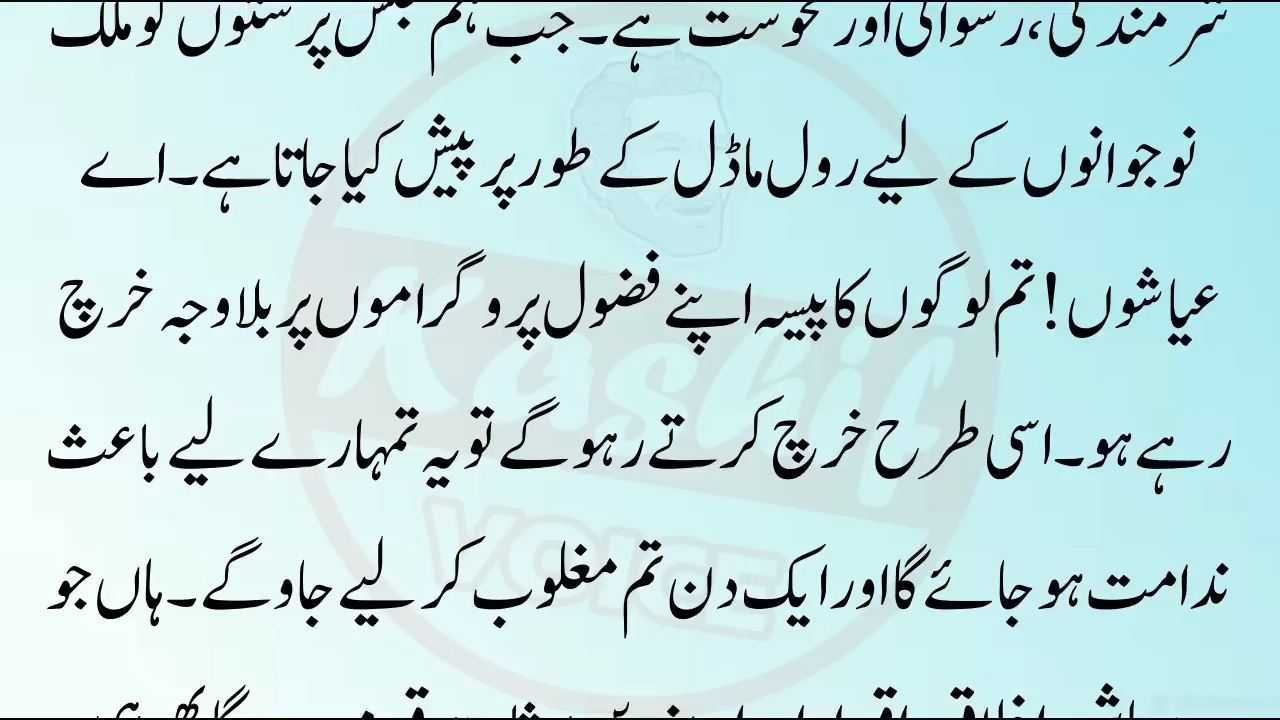 شرمندگی، رسوائی اور نحوست ہے۔ جب ہم جنس پرستوں کو ملک
نوجوانوں کے لیے رول ماڈل کے طور پر پیش کیا جاتا ہے۔ اے
عیاشوں! تم لوگوں کا پیسہ اپنے فضول پروگراموں پر بلاوجہ خرچ
رہے ہو۔ اسی طرح خرچ کرتے رہو گے تو یہ تمہارے لیے باعث
ندامت ہو جائے گا اور ایک دن تم مغلوب کر لیے جاوگے۔ ہاں جو
Kashif
VOICE